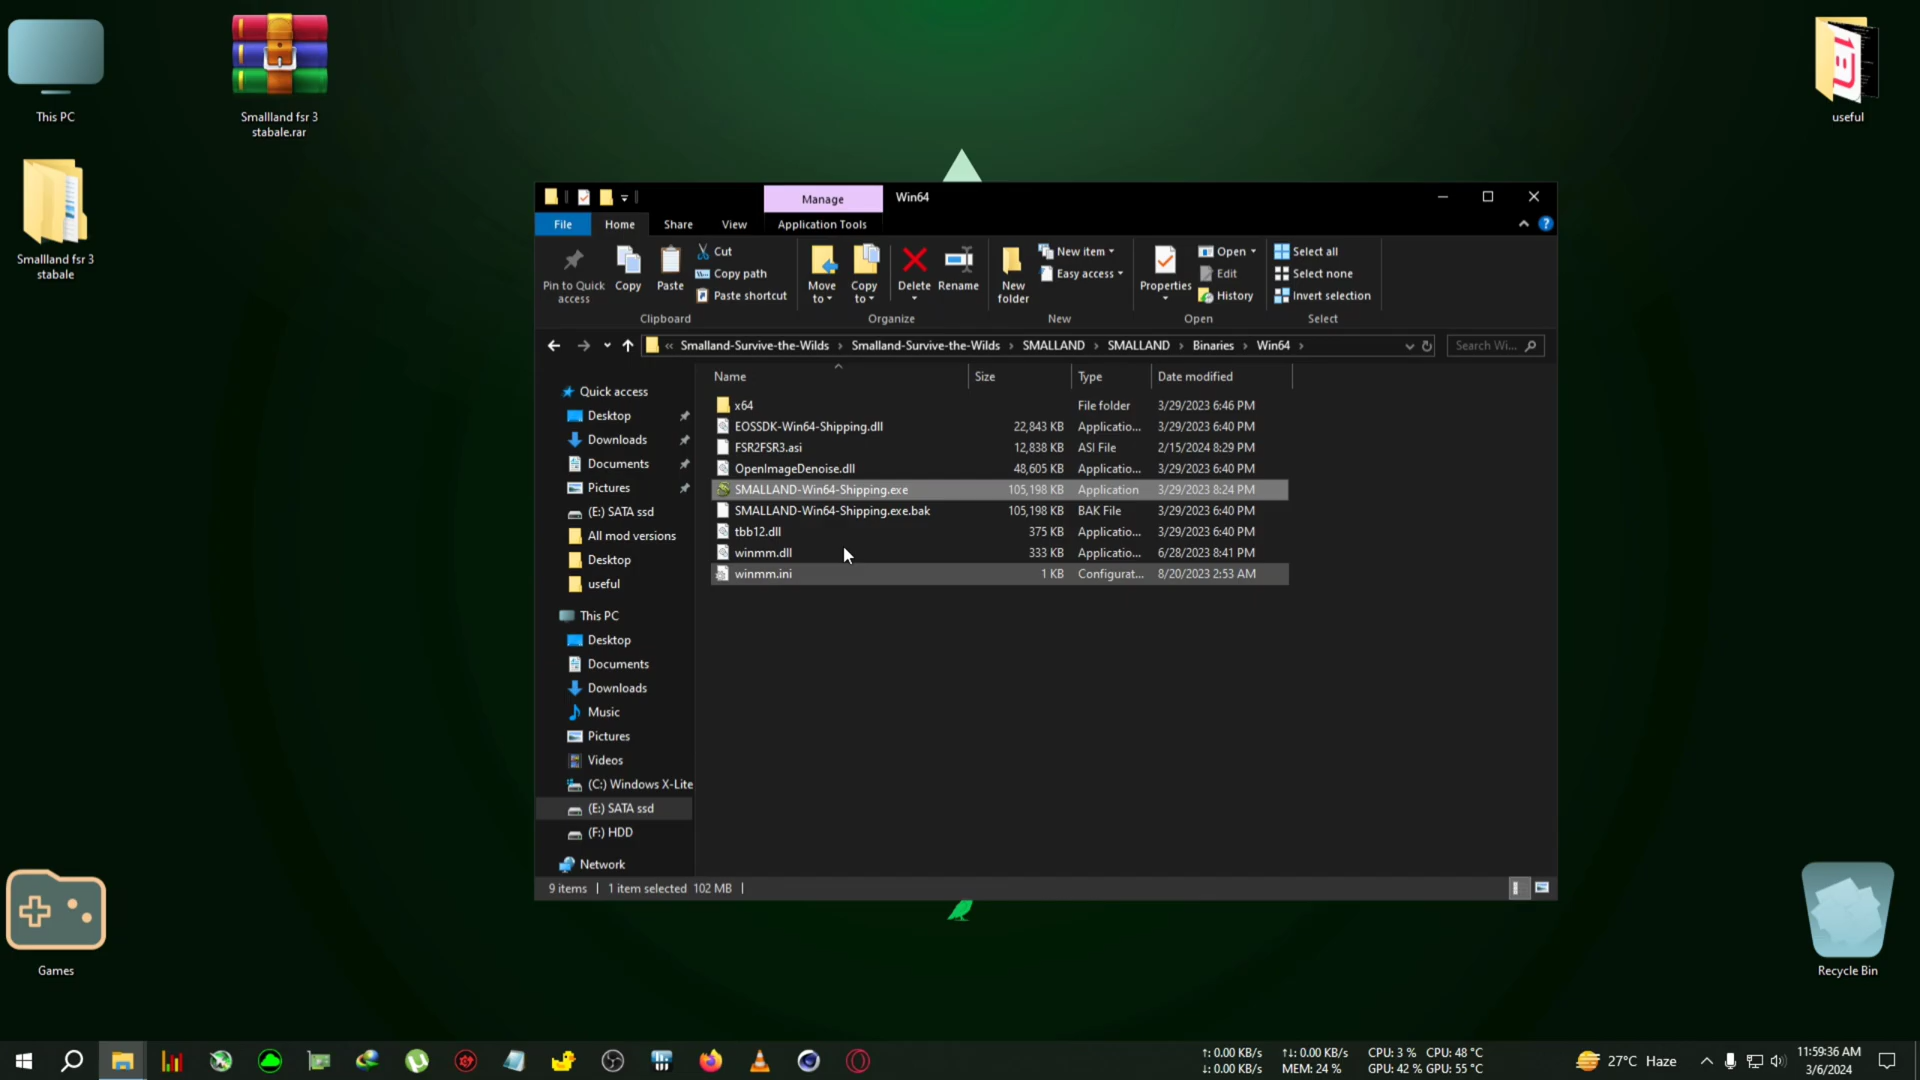 This PC
Smallland fsr 3
stabale.rar
useful
Smallland fsr 3
stabale
Manage
Win64
File
Home
Share
View
Application Tools
Pin to Quick
access
Copy
Paste
Cut
Copy path
Paste shortcut
Move
to
Copy
to
Delete
Rename
New
folder
New item
Easy access
Properties
Open
Edit
History
Select all
Select none
Invert selection
Clipboard
Organize
New
Open
Select
« Smalland-Survive-the-Wilds › Smalland-Survive-the-Wilds › SMALLAND › SMALLAND › Binaries › Win64 ›
Search Wi...
Name Size Type Date modified
x64 File folder 3/29/2023 6:46 PM
EOSSDK-Win64-Shipping.dll 22,843 KB Applicatio... 3/29/2023 6:40 PM
FSR2FSR3.asi 12,838 KB ASI File 2/15/2024 8:29 PM
OpenImageDenoise.dll 48,605 KB Applicatio... 3/29/2023 6:40 PM
SMALLAND-Win64-Shipping.exe 105,198 KB Application 3/29/2023 8:24 PM
SMALLAND-Win64-Shipping.exe.bak 105,198 KB BAK File 3/29/2023 6:40 PM
tbb12.dll 375 KB Applicatio... 3/29/2023 6:40 PM
winmm.dll 333 KB Applicatio... 6/28/2023 8:41 PM
winmm.ini 1 KB Configurat... 8/20/2023 2:53 AM
Quick access
Desktop
Downloads
Documents
Pictures
(E:) SATA ssd
All mod versions
Desktop
useful
This PC
Desktop
Documents
Downloads
Music
Pictures
Videos
(C:) Windows X-Lite
(E:) SATA ssd
(F:) HDD
Network
9 items | 1 item selected 102 MB |
Games
Recycle Bin
↑: 0.00 KB/s
↓: 0.00 KB/s
↑↓: 0.00 KB/s
MEM: 24 %
CPU: 3 % CPU: 48 °C
GPU: 42 % GPU: 55 °C
27°C Haze
11:59:36 AM
3/6/2024